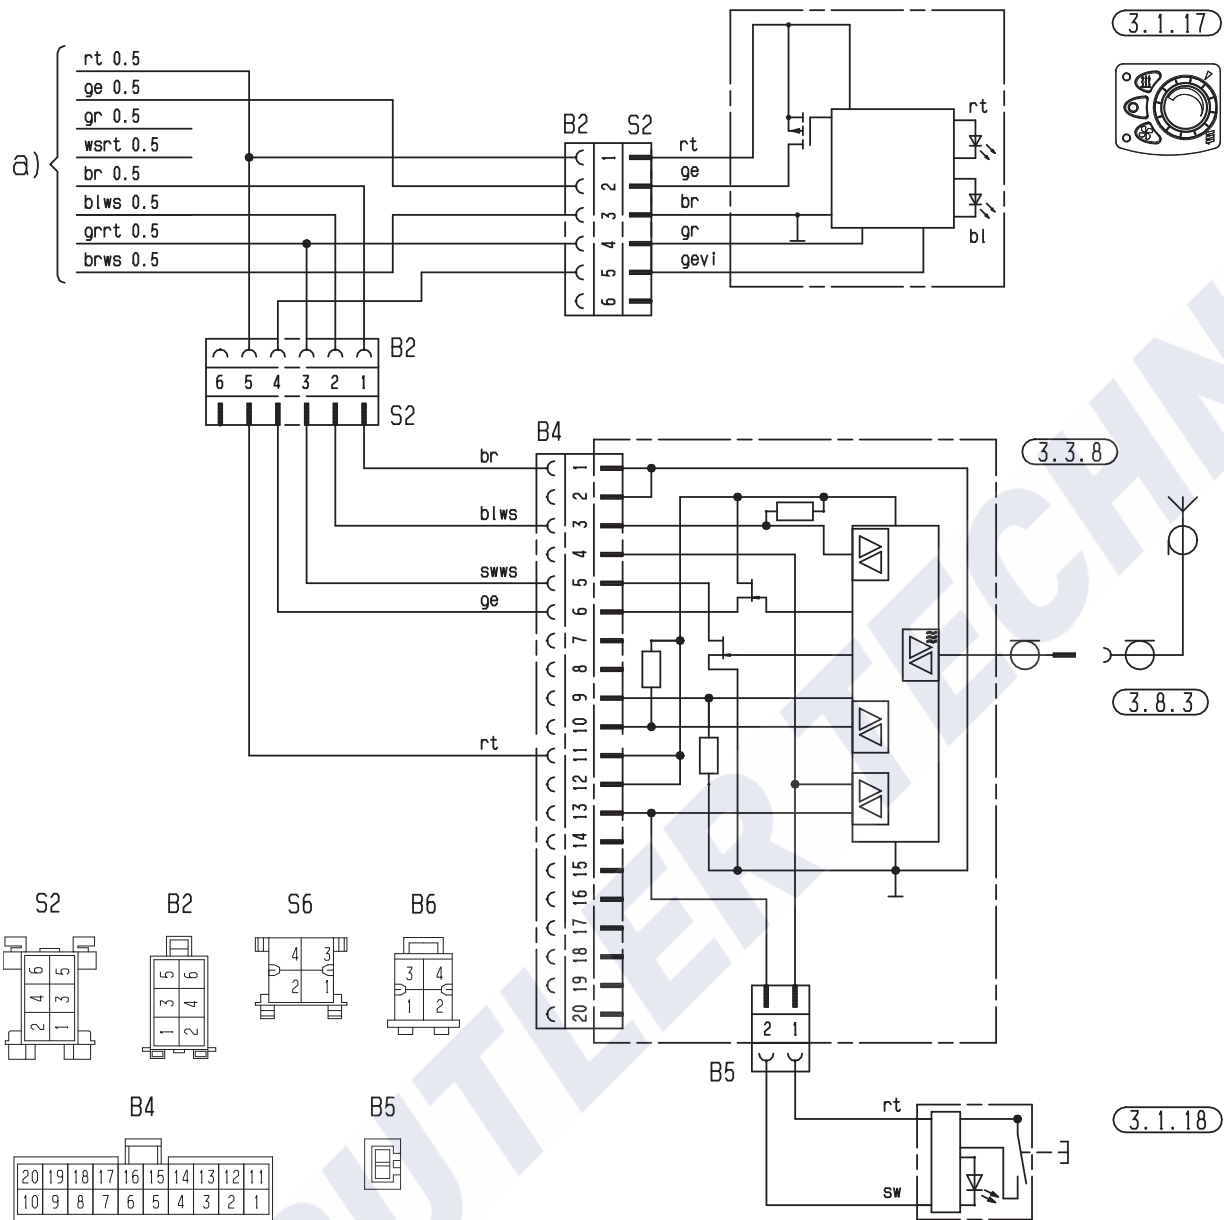 3.1.17
a)
rt 0.5
ge 0.5
gr 0.5
wsrt 0.5
br 0.5
blws 0.5
grrt 0.5
brws 0.5
B2 S2
1
2
3
4
5
6
rt
ge
br
gr
gevi
rt
bl
B2
6 5 4 3 2 1
S2
B4
br
blws
swws
ge
rt
1
2
3
4
5
6
7
8
9
10
11
12
13
14
15
16
17
18
19
20
3.3.8
3.8.3
2 1
B5
rt
sw
3.1.18
S2 B2 S6 B6
6 5
4 3
2 1
5 6
3 4
1 2
4 3
2 1
3 4
1 2
B4 B5
20 19 18 17 16 15 14 13 12 11
10 9 8 7 6 5 4 3 2 1
UTLER TECHN